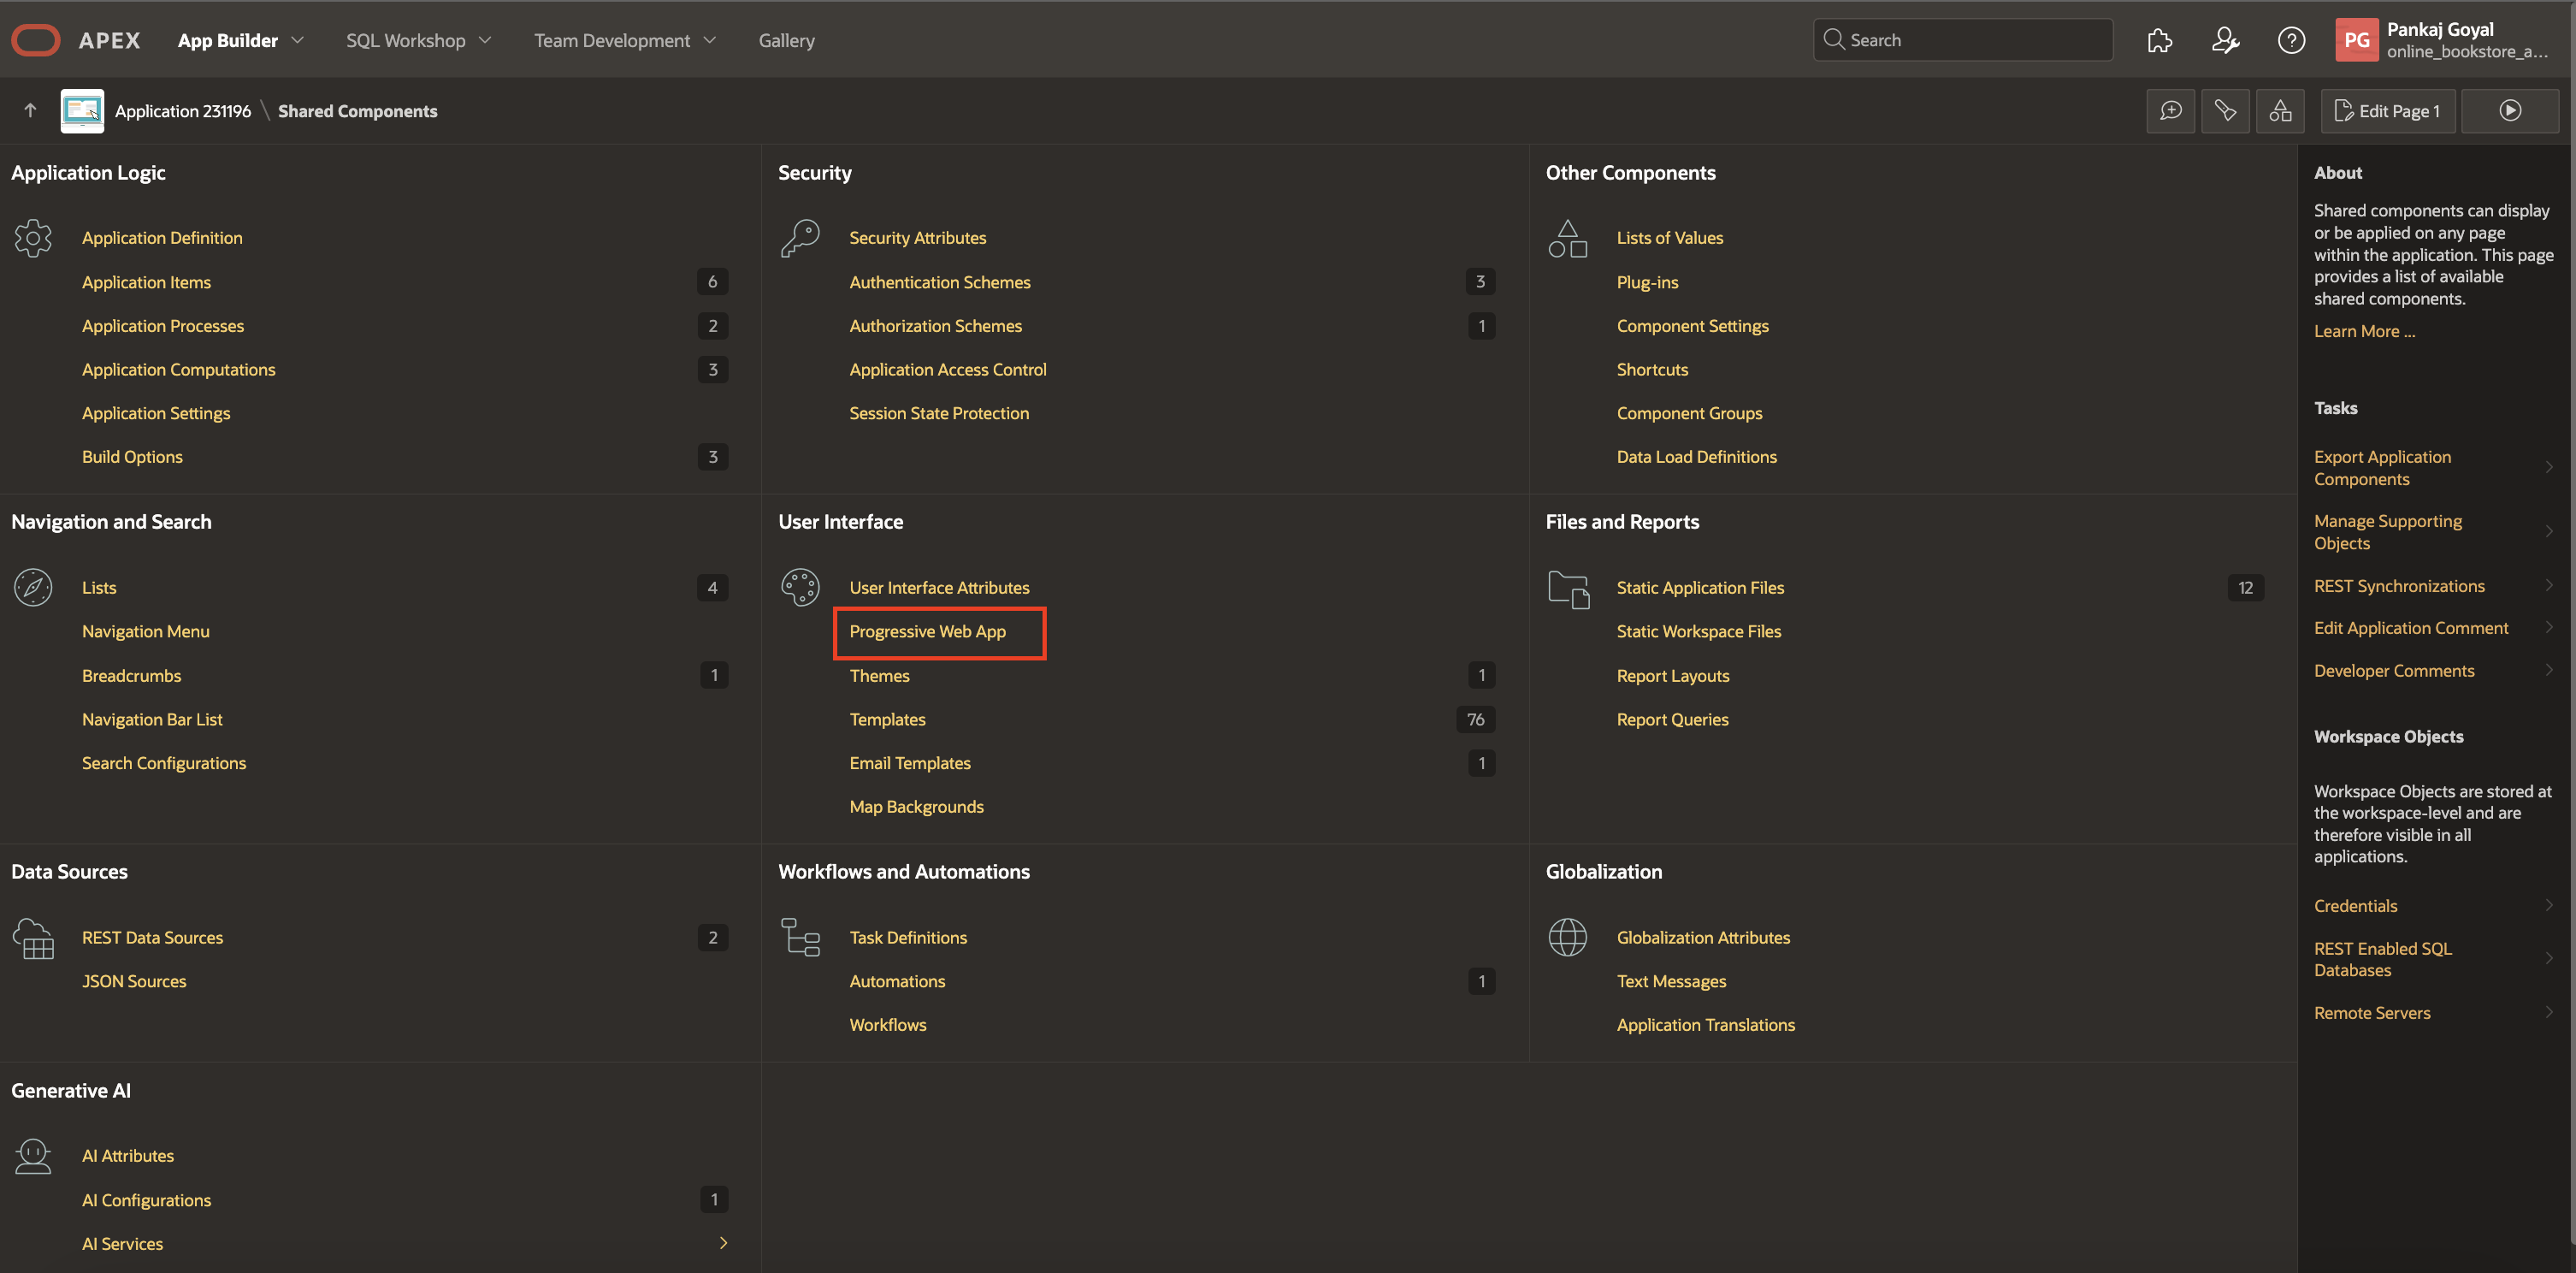 APEX App Builder SQL Workshop Team Development Gallery Search PG Pankaj Goyal
online_bookstore_a...
Application 231196 \ Shared Components Edit Page 1
Application Logic
Application Definition
Application Items 6
Application Processes 2
Application Computations 3
Application Settings
Build Options 3
Security
Security Attributes
Authentication Schemes 3
Authorization Schemes 1
Application Access Control
Session State Protection
Other Components
Lists of Values
Plug-ins
Component Settings
Shortcuts
Component Groups
Data Load Definitions
Navigation and Search
Lists 4
Navigation Menu
Breadcrumbs 1
Navigation Bar List
Search Configurations
User Interface
User Interface Attributes
Progressive Web App
Themes 1
Templates 76
Email Templates 1
Map Backgrounds
Files and Reports
Static Application Files 12
Static Workspace Files
Report Layouts
Report Queries
Data Sources
REST Data Sources 2
JSON Sources
Workflows and Automations
Task Definitions
Automations 1
Workflows
Globalization
Globalization Attributes
Text Messages
Application Translations
Generative AI
AI Attributes
AI Configurations 1
AI Services
About
Shared components can display
or be applied on any page
within the application. This page
provides a list of available
shared components.
Learn More ...
Tasks
Export Application
Components
Manage Supporting
Objects
REST Synchronizations
Edit Application Comment
Developer Comments
Workspace Objects
Workspace Objects are stored at
the workspace-level and are
therefore visible in all
applications.
Credentials
REST Enabled SQL
Databases
Remote Servers